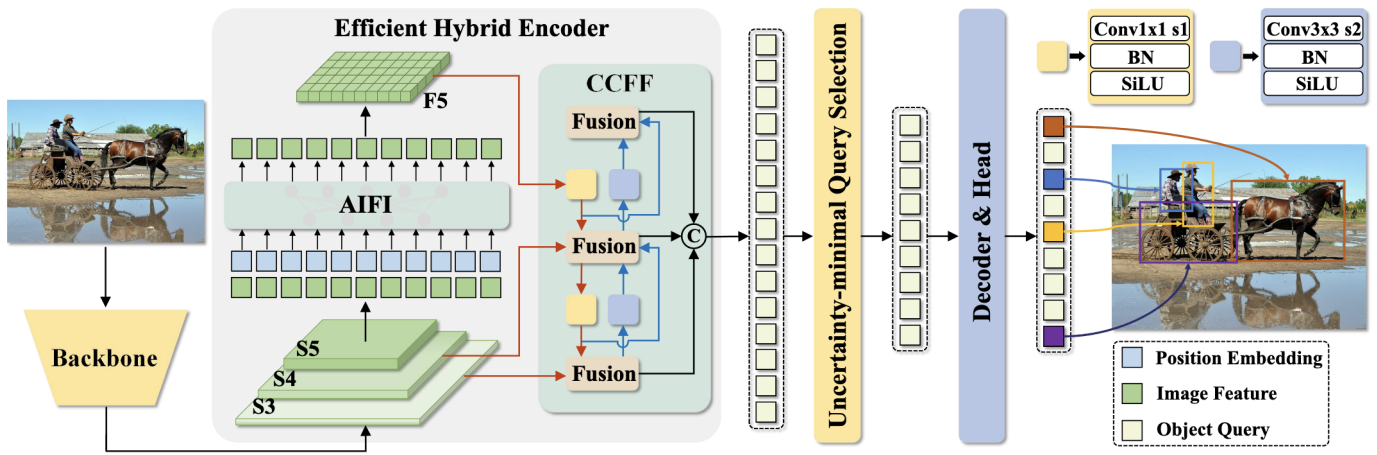 Efficient Hybrid Encoder
F5
CCFF
Fusion
AIFI
Fusion
C
Fusion
S5
S4
S3
Backbone
Uncertainty-minimal Query Selection
Decoder & Head
Conv1x1 s1
BN
SiLU
Conv3x3 s2
BN
SiLU
Position Embedding
Image Feature
Object Query